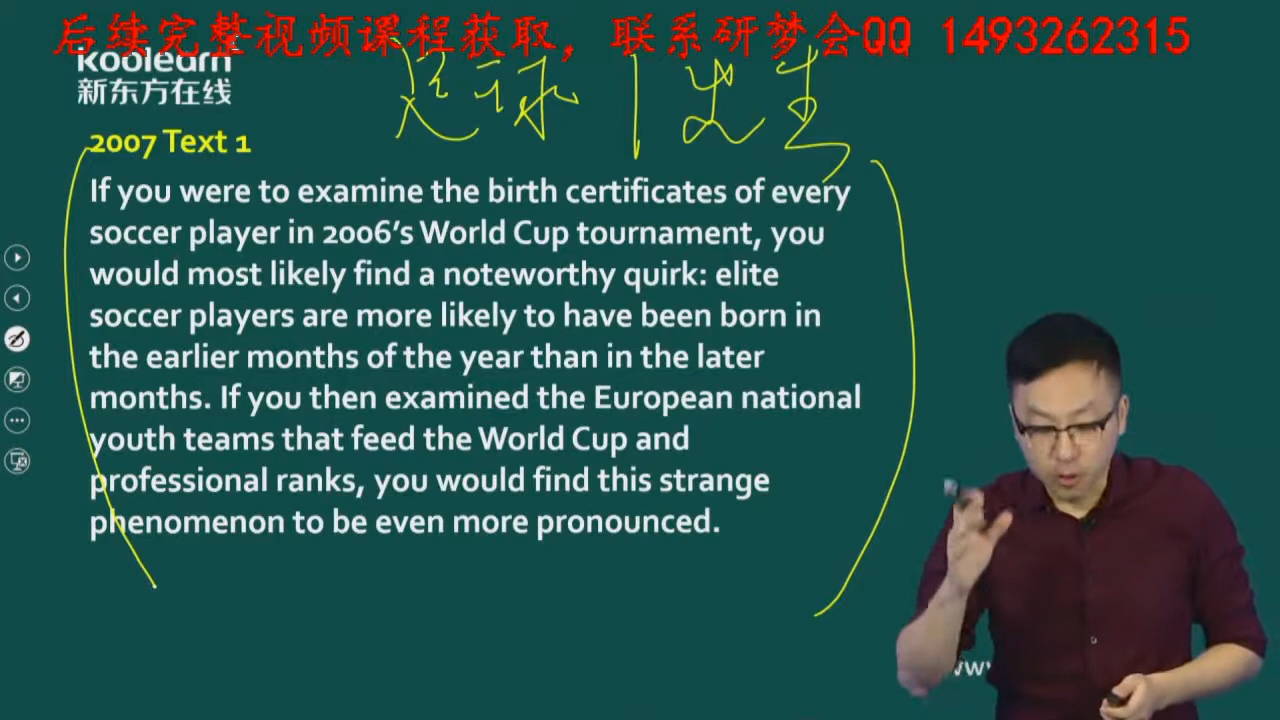 后续完整视频课程获取，联系研梦会QQ 1493262315
koolearn
新东方在线
足球 | 出生
2007 Text 1
If you were to examine the birth certificates of every
soccer player in 2006's World Cup tournament, you
would most likely find a noteworthy quirk: elite
soccer players are more likely to have been born in
the earlier months of the year than in the later
months. If you then examined the European national
youth teams that feed the World Cup and
professional ranks, you would find this strange
phenomenon to be even more pronounced.